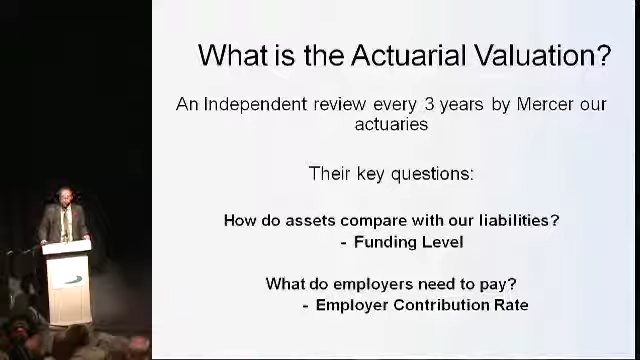 What is the Actuarial Valuation?
An Independent review every 3 years by Mercer our
actuaries
Their key questions:
How do assets compare with our liabilities?
- Funding Level
What do employers need to pay?
- Employer Contribution Rate